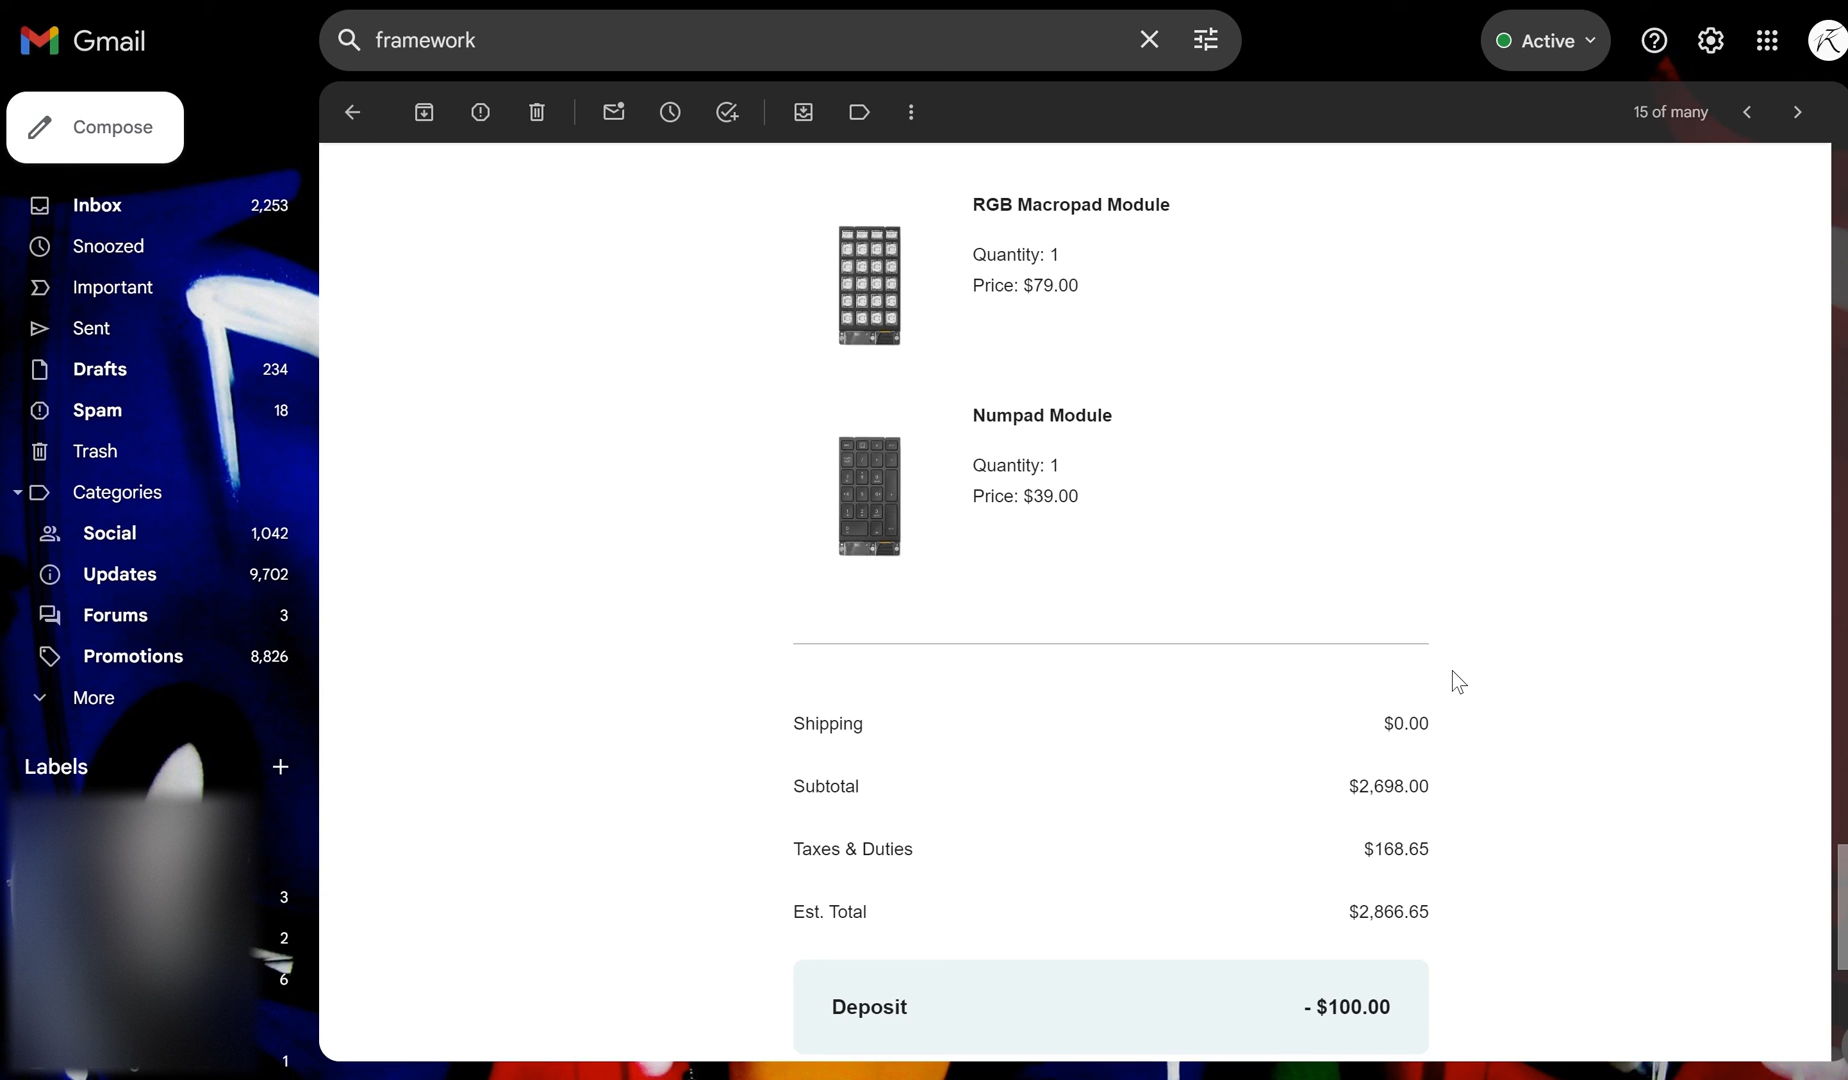 Gmail
framework
Active
Compose
15 of many
Inbox 2,253
Snoozed
Important
Sent
Drafts 234
Spam 18
Trash
Categories
Social 1,042
Updates 9,702
Forums 3
Promotions 8,826
More
Labels
3
2
6
1
RGB Macropad Module
Quantity: 1
Price: $79.00
Numpad Module
Quantity: 1
Price: $39.00
Shipping $0.00
Subtotal $2,698.00
Taxes & Duties $168.65
Est. Total $2,866.65
Deposit - $100.00